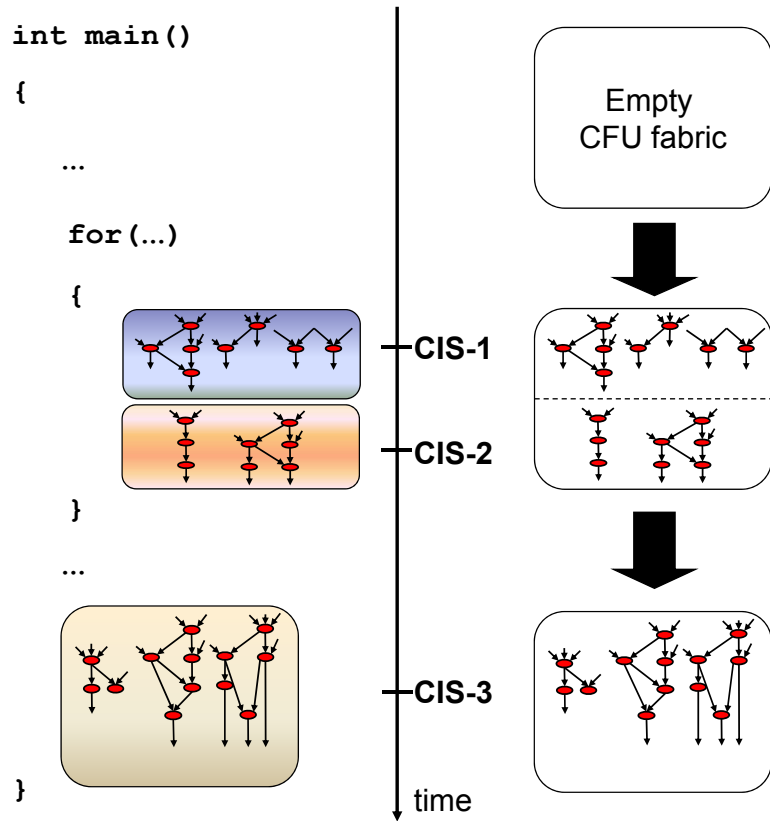 int main()
{
...
for(...)
{
}
...
}
CIS-1
CIS-2
CIS-3
time
Empty
CFU fabric